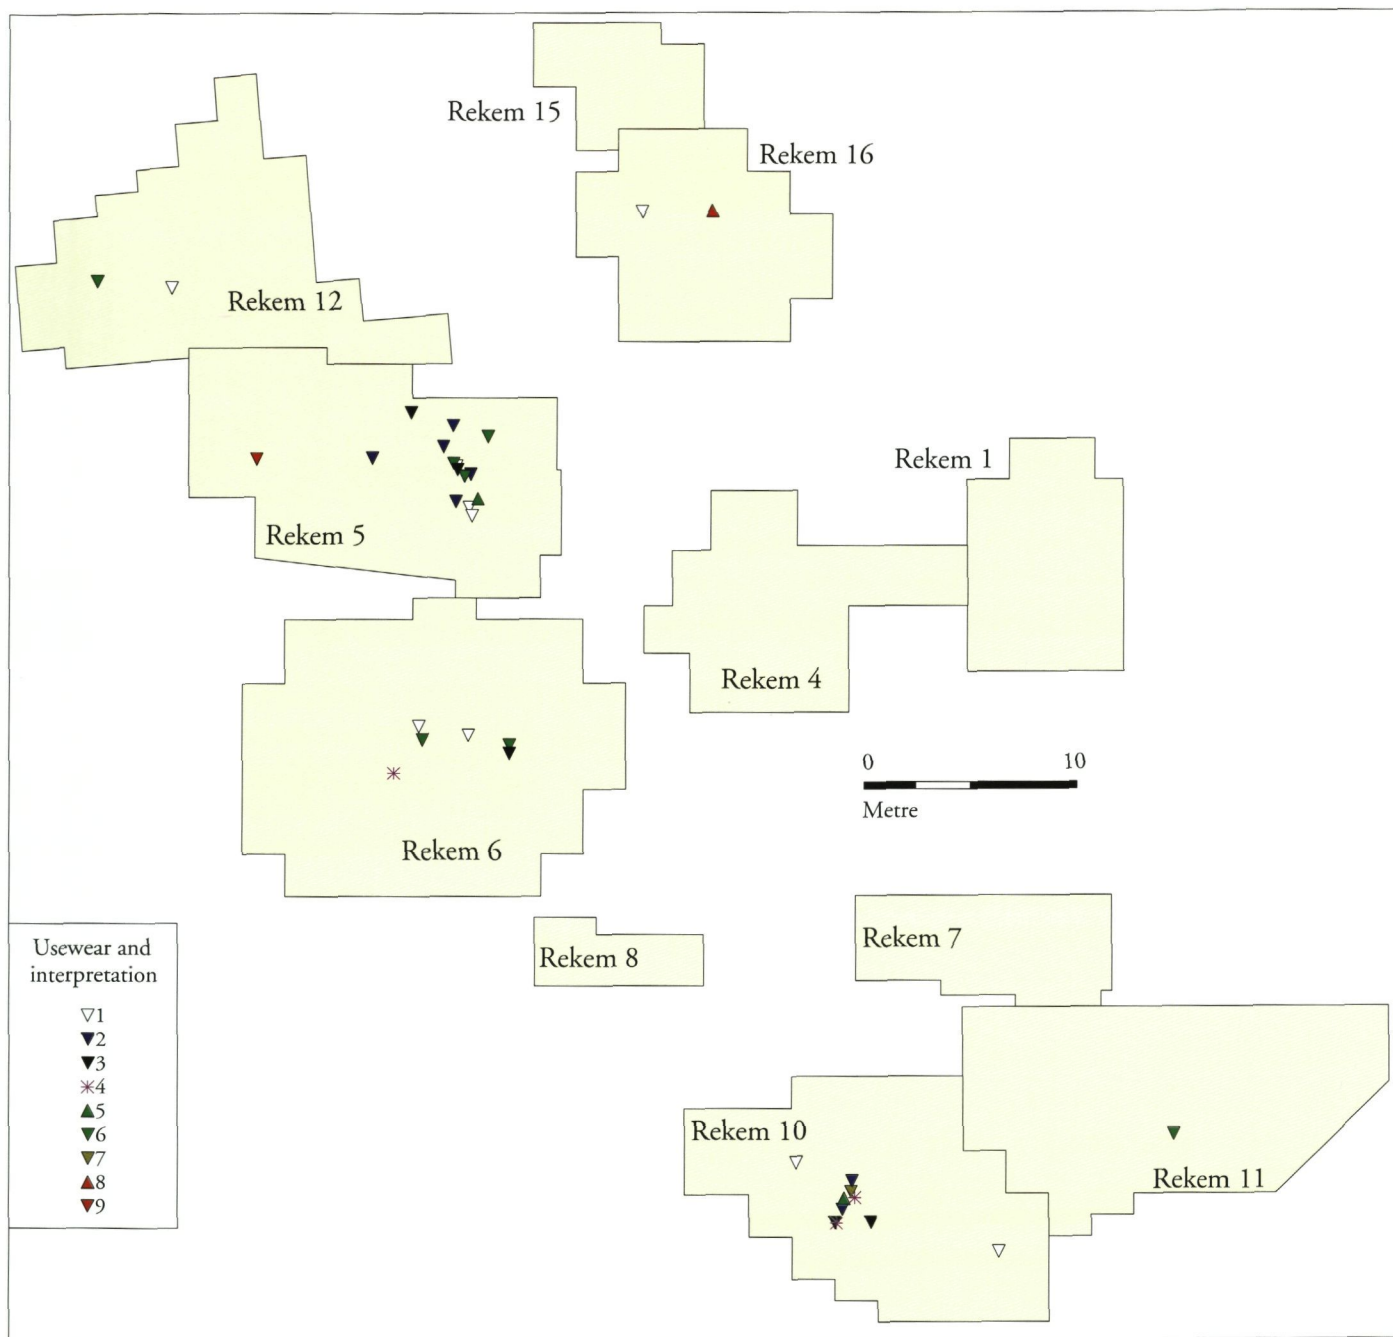 Rekem 15
Rekem 16
Rekem 12
Rekem 1
Rekem 5
Rekem 4
0 10
Metre
Rekem 6
Rekem 7
Rekem 8
Usewear and
interpretation
1
2
3
4
5
6
7
8
9
Rekem 10
Rekem 11